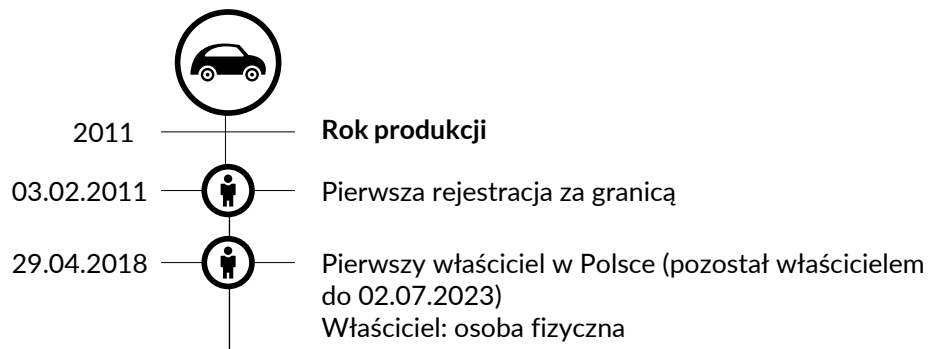 2011 Rok produkcji
03.02.2011 Pierwsza rejestracja za granicą
29.04.2018 Pierwszy właściciel w Polsce (pozostał właścicielem
do 02.07.2023)
Właściciel: osoba fizyczna